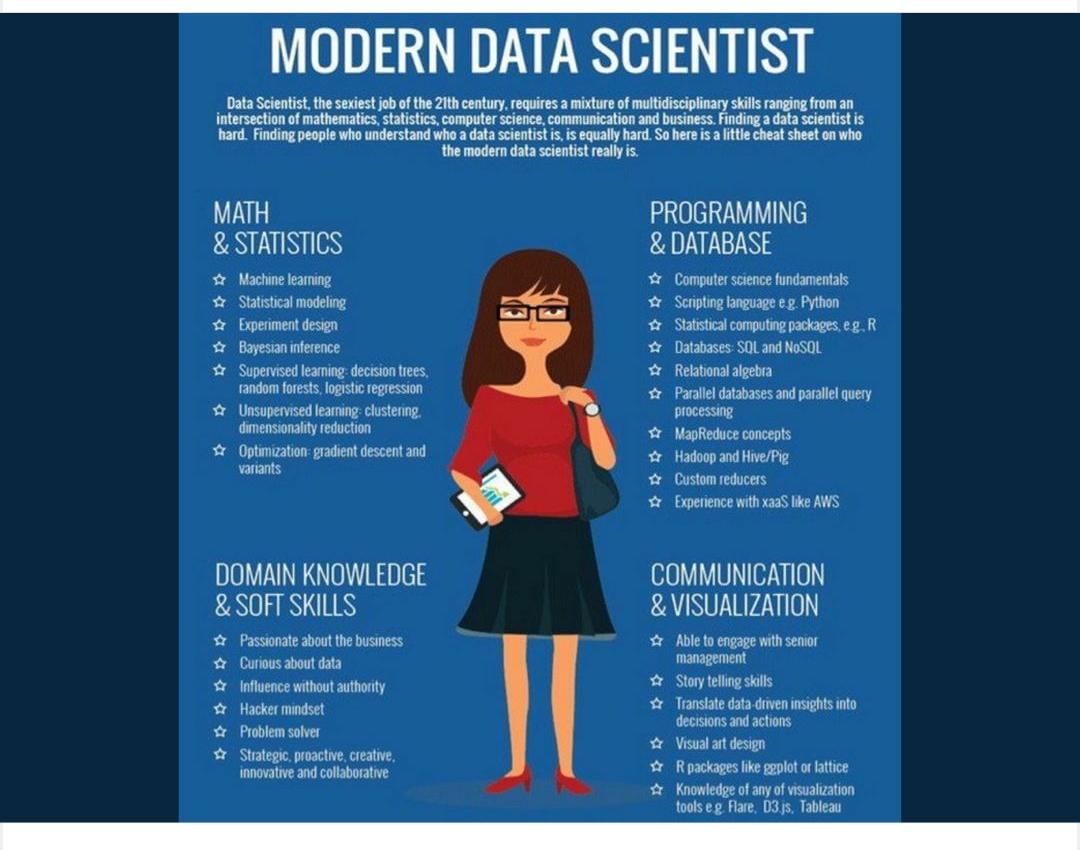 MODERN DATA SCIENTIST
Data Scientist, the sexiest job of the 21th century, requires a mixture of multidisciplinary skills ranging from an
intersection of mathematics, statistics, computer science, communication and business. Finding a data scientist is
hard. Finding people who understand who a data scientist is, is equally hard. So here is a little cheat sheet on who
the modern data scientist really is.
MATH
& STATISTICS
Machine learning
Statistical modeling
Experiment design
Bayesian inference
Supervised learning: decision trees,
random forests, logistic regression
Unsupervised learning: clustering,
dimensionality reduction
Optimization: gradient descent and
variants
PROGRAMMING
& DATABASE
Computer science fundamentals
Scripting language e.g. Python
Statistical computing packages, e.g., R
Databases: SQL and NoSQL
Relational algebra
Parallel databases and parallel query
processing
MapReduce concepts
Hadoop and Hive/Pig
Custom reducers
Experience with xaaS like AWS
DOMAIN KNOWLEDGE
& SOFT SKILLS
Passionate about the business
Curious about data
Influence without authority
Hacker mindset
Problem solver
Strategic, proactive, creative,
innovative and collaborative
COMMUNICATION
& VISUALIZATION
Able to engage with senior
management
Story telling skills
Translate data-driven insights into
decisions and actions
Visual art design
R packages like ggplot or lattice
Knowledge of any of visualization
tools e.g. Flare, D3.js, Tableau